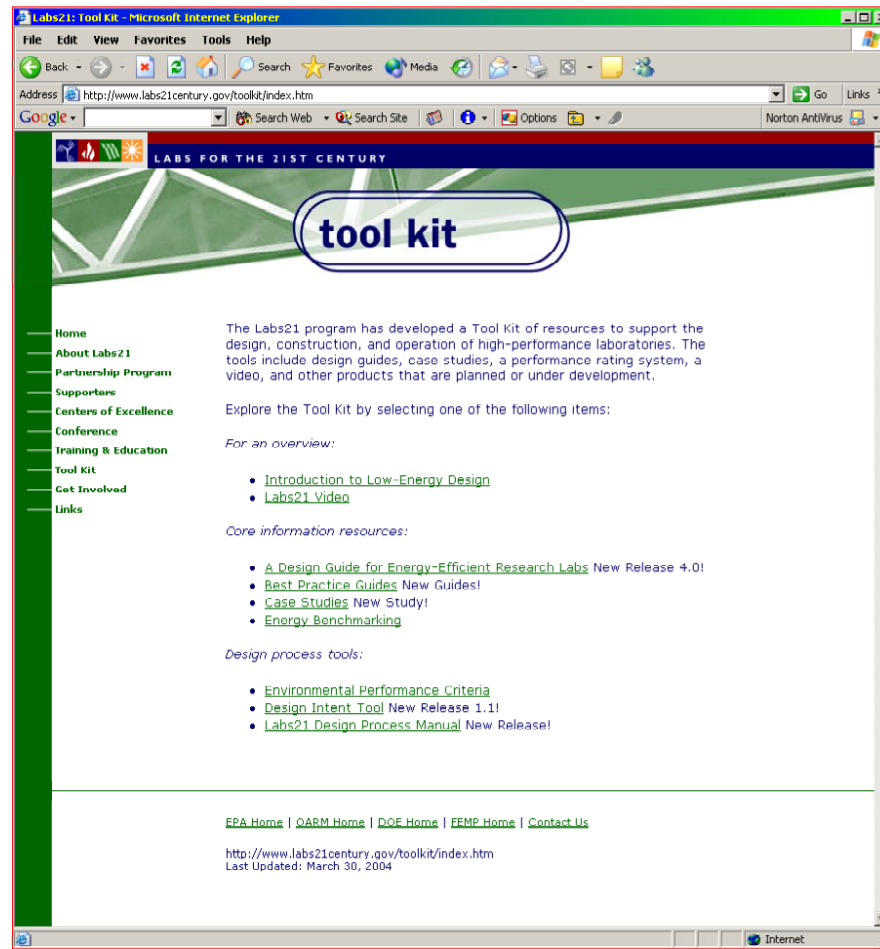 Labs21: Tool Kit - Microsoft Internet Explorer
File Edit View Favorites Tools Help
Back Search Favorites Media
Address http://www.labs21century.gov/toolkit/index.htm Go Links
Google Search Web Search Site Options Norton AntiVirus
LABS FOR THE 21ST CENTURY
tool kit
Home
About Labs21
Partnership Program
Supporters
Centers of Excellence
Conference
Training & Education
Tool Kit
Get Involved
Links
The Labs21 program has developed a Tool Kit of resources to support the
design, construction, and operation of high-performance laboratories. The
tools include design guides, case studies, a performance rating system, a
video, and other products that are planned or under development.
Explore the Tool Kit by selecting one of the following items:
For an overview:
• Introduction to Low-Energy Design
• Labs21 Video
Core information resources:
• A Design Guide for Energy-Efficient Research Labs New Release 4.0!
• Best Practice Guides New Guides!
• Case Studies New Study!
• Energy Benchmarking
Design process tools:
• Environmental Performance Criteria
• Design Intent Tool New Release 1.1!
• Labs21 Design Process Manual New Release!
EPA Home | OARM Home | DOE Home | FEMP Home | Contact Us
http://www.labs21century.gov/toolkit/index.htm
Last Updated: March 30, 2004
Internet